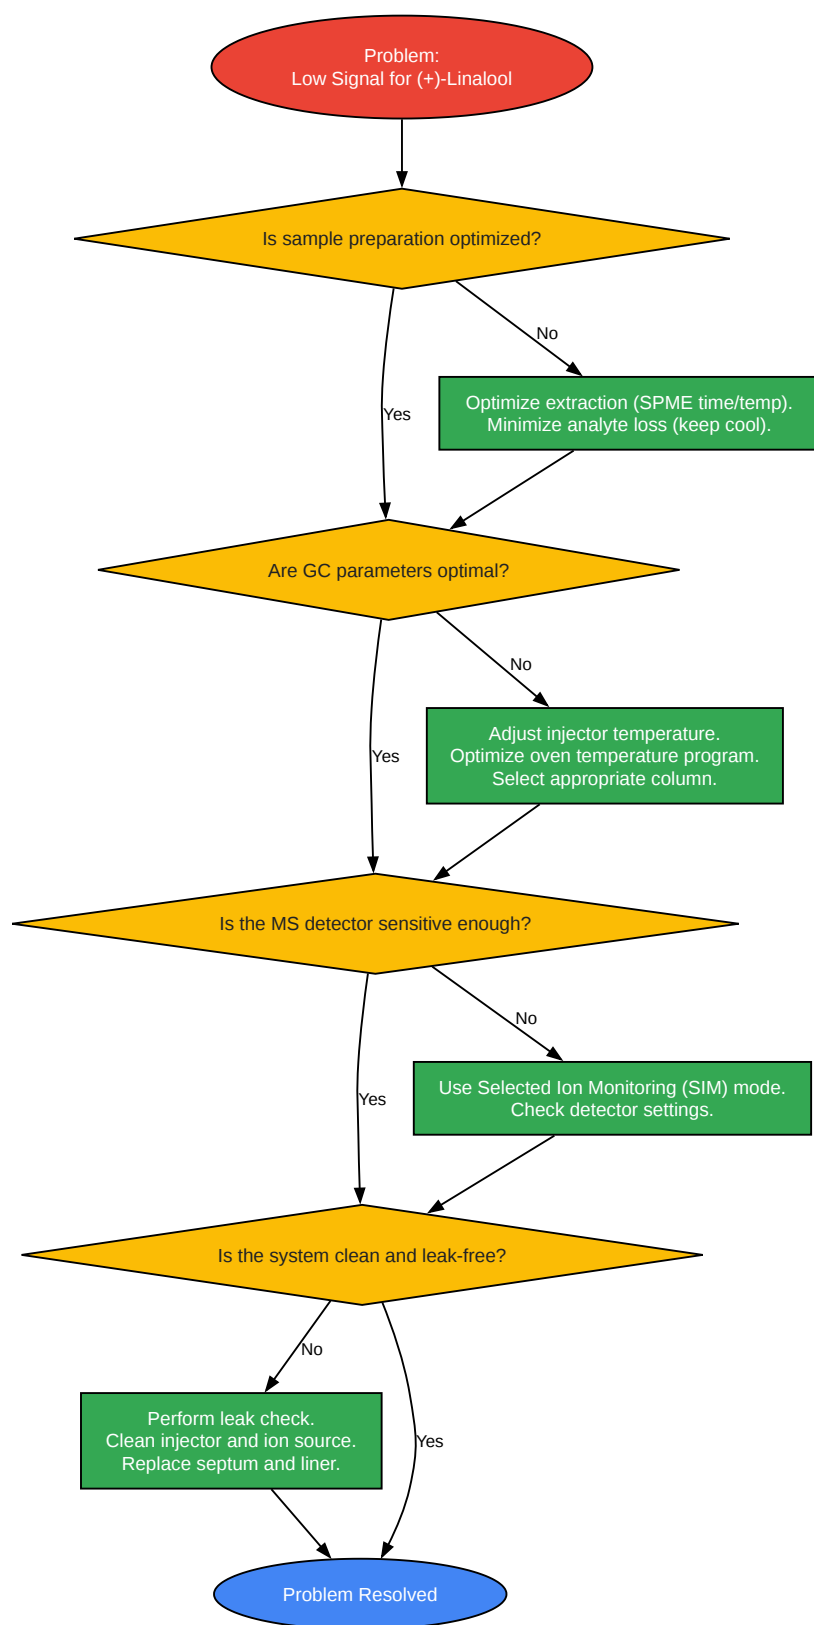 Problem:
Low Signal for (+)-Linalool
Is sample preparation optimized?
No
Yes
Optimize extraction (SPME time/temp).
Minimize analyte loss (keep cool).
Are GC parameters optimal?
No
Yes
Adjust injector temperature.
Optimize oven temperature program.
Select appropriate column.
Is the MS detector sensitive enough?
No
Yes
Use Selected Ion Monitoring (SIM) mode.
Check detector settings.
Is the system clean and leak-free?
No
Yes
Perform leak check.
Clean injector and ion source.
Replace septum and liner.
Problem Resolved